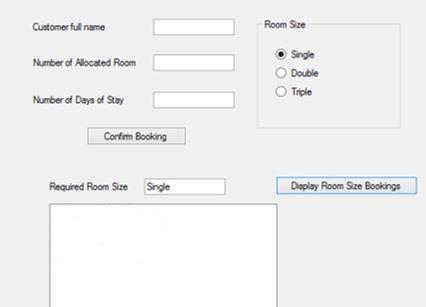 Customer full name
Room Size
Number of Allocated Room
Single
Double
Triple
Number of Days of Stay
Confirm Booking
Required Room Size Single Display Room Size Bookings